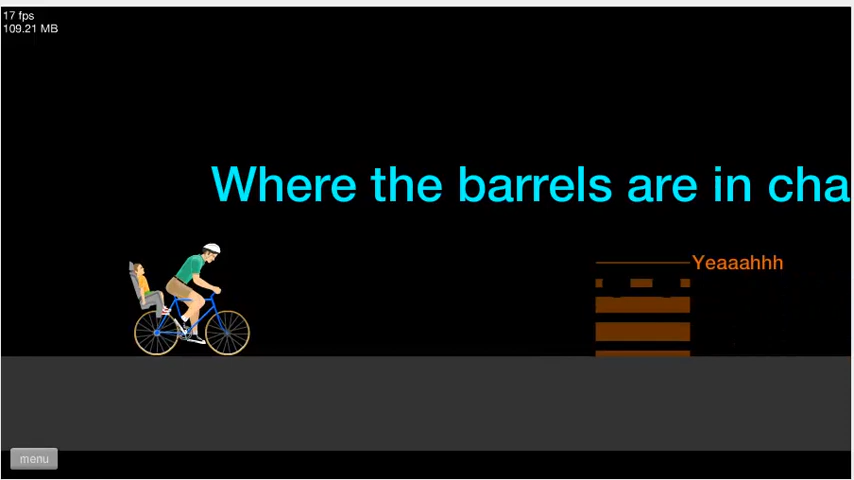 17 fps
109.21 MB
Where the barrels are in cha
Yeaaahhh
menu